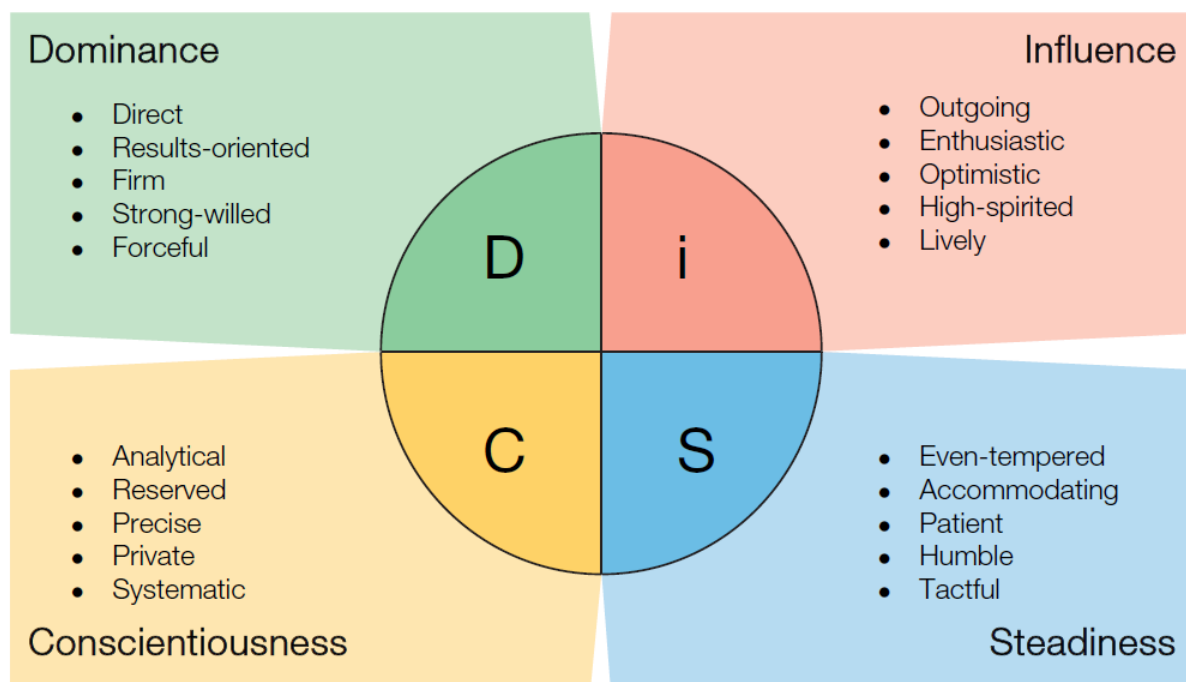 Dominance
• Direct
• Results-oriented
• Firm
• Strong-willed
• Forceful
Influence
• Outgoing
• Enthusiastic
• Optimistic
• High-spirited
• Lively
D
i
C
S
• Analytical
• Reserved
• Precise
• Private
• Systematic
Conscientiousness
• Even-tempered
• Accommodating
• Patient
• Humble
• Tactful
Steadiness